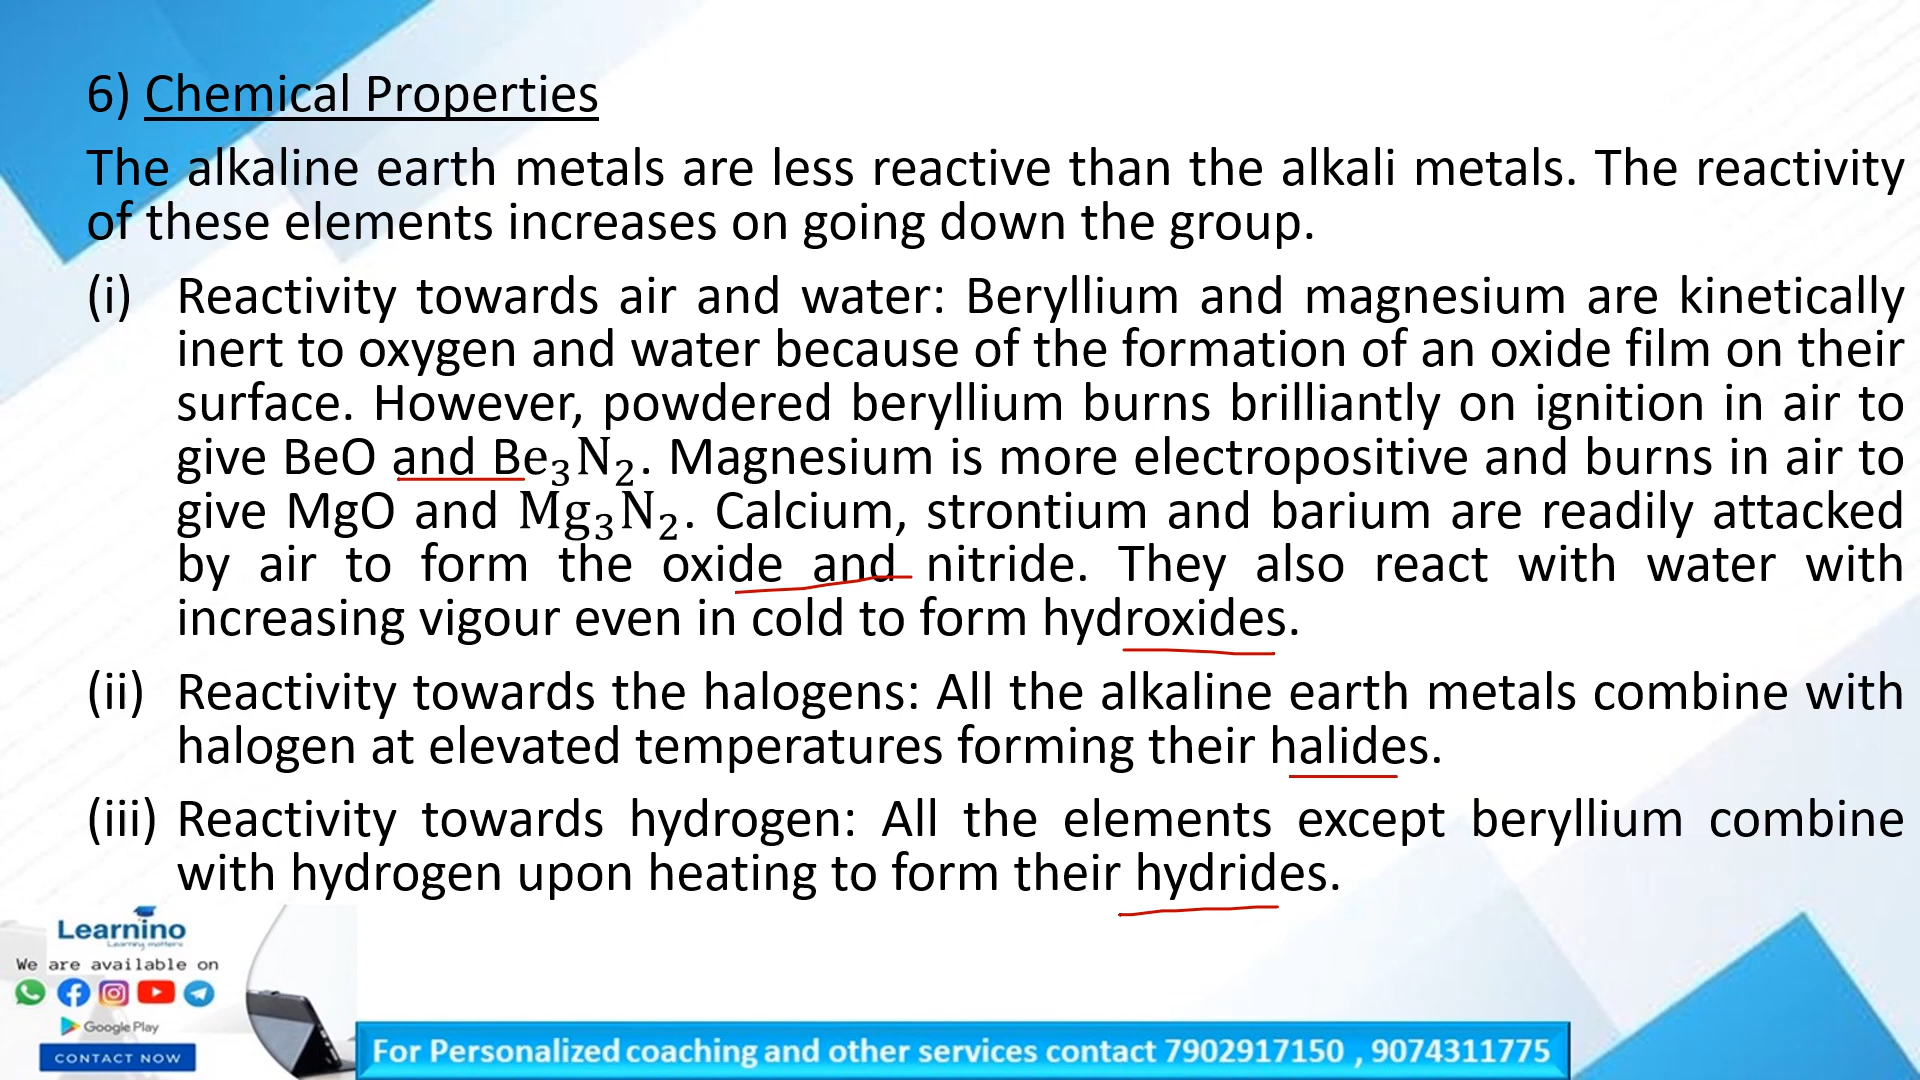 6) Chemical Properties
The alkaline earth metals are less reactive than the alkali metals. The reactivity
of these elements increases on going down the group.
(i) Reactivity towards air and water: Beryllium and magnesium are kinetically
inert to oxygen and water because of the formation of an oxide film on their
surface. However, powdered beryllium burns brilliantly on ignition in air to
give BeO and Be₃N₂. Magnesium is more electropositive and burns in air to
give MgO and Mg₃N₂. Calcium, strontium and barium are readily attacked
by air to form the oxide and nitride. They also react with water with
increasing vigour even in cold to form hydroxides.
(ii) Reactivity towards the halogens: All the alkaline earth metals combine with
halogen at elevated temperatures forming their halides.
(iii) Reactivity towards hydrogen: All the elements except beryllium combine
with hydrogen upon heating to form their hydrides.
Learnino
Learning matters
We are available on
Google Play
CONTACT NOW
For Personalized coaching and other services contact 7902917150 , 9074311775